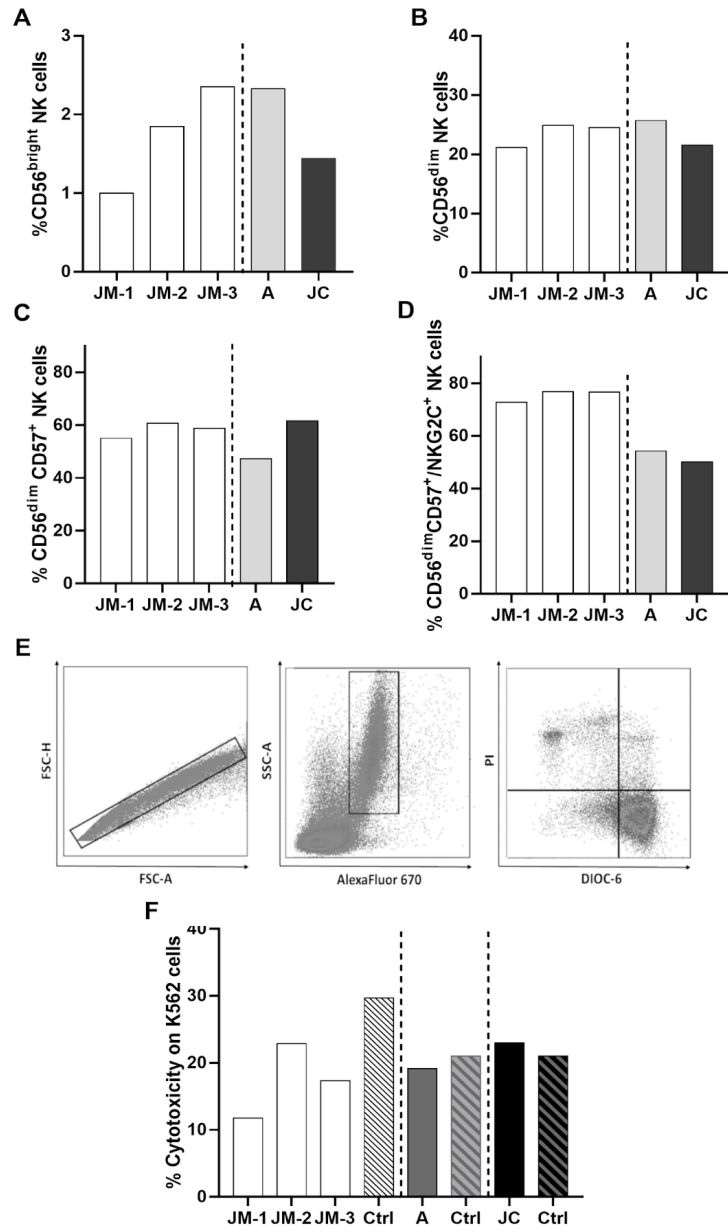 A
%CD56bright NK cells
3
2
1
0
JM-1 JM-2 JM-3 A JC
B
%CD56dim NK cells
40
30
20
10
0
JM-1 JM-2 JM-3 A JC
C
% CD56dim CD57+ NK cells
80
60
40
20
0
JM-1 JM-2 JM-3 A JC
D
% CD56dimCD57+/NKG2C+ NK cells
80
60
40
20
0
JM-1 JM-2 JM-3 A JC
E
FSC-H
FSC-A
SSC-A
AlexaFluor 670
PI
DIOC-6
F
% Cytotoxicity on K562 cells
40
30
20
10
0
JM-1 JM-2 JM-3 Ctrl A Ctrl JC Ctrl